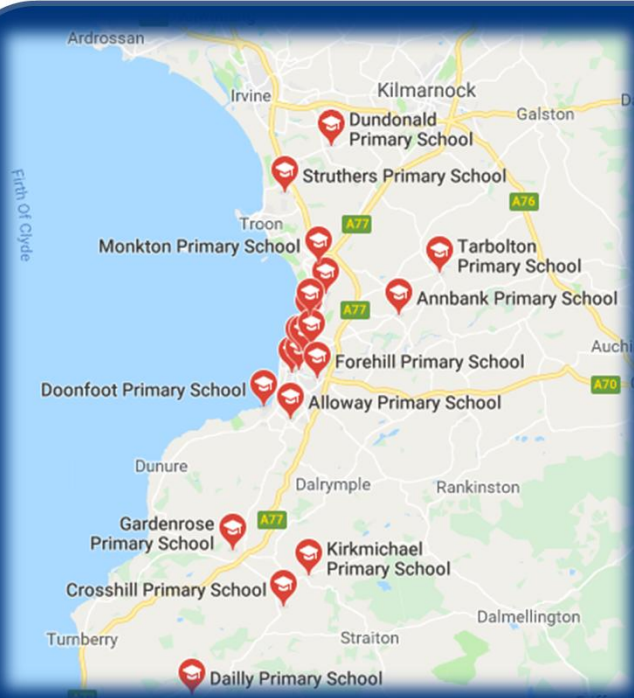 Ardrossan
Kilmarnock
Irvine
Galston
Dundonald
Primary School
Struthers Primary School
Firth Of Clyde
A76
Troon
A77
Monkton Primary School
Tarbolton
Primary School
Annbank Primary School
A77
Auchi
Forehill Primary School
A70
Doonfoot Primary School
Alloway Primary School
Dunure
Dalrymple
Rankinston
A77
Gardenrose
Primary School
Kirkmichael
Primary School
Crosshill Primary School
Dalmellington
Turnberry
Straiton
Dailly Primary School